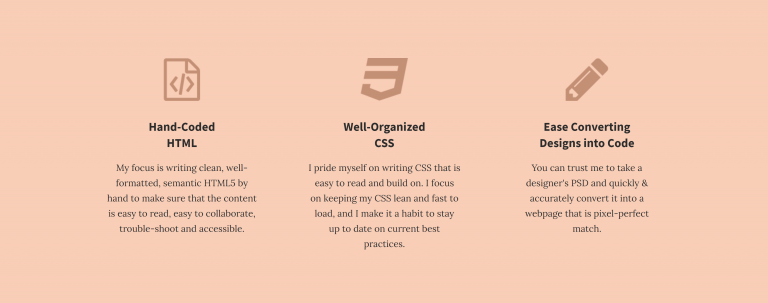 Hand-Coded
HTML
My focus is writing clean, well-
formatted, semantic HTML5 by
hand to make sure that the content
is easy to read, easy to collaborate,
trouble-shoot and accessible.
Well-Organized
CSS
I pride myself on writing CSS that is
easy to read and build on. I focus
on keeping my CSS lean and fast to
load, and I make it a habit to stay
up to date on current best
practices.
Ease Converting
Designs into Code
You can trust me to take a
designer's PSD and quickly &
accurately convert it into a
webpage that is pixel-perfect
match.